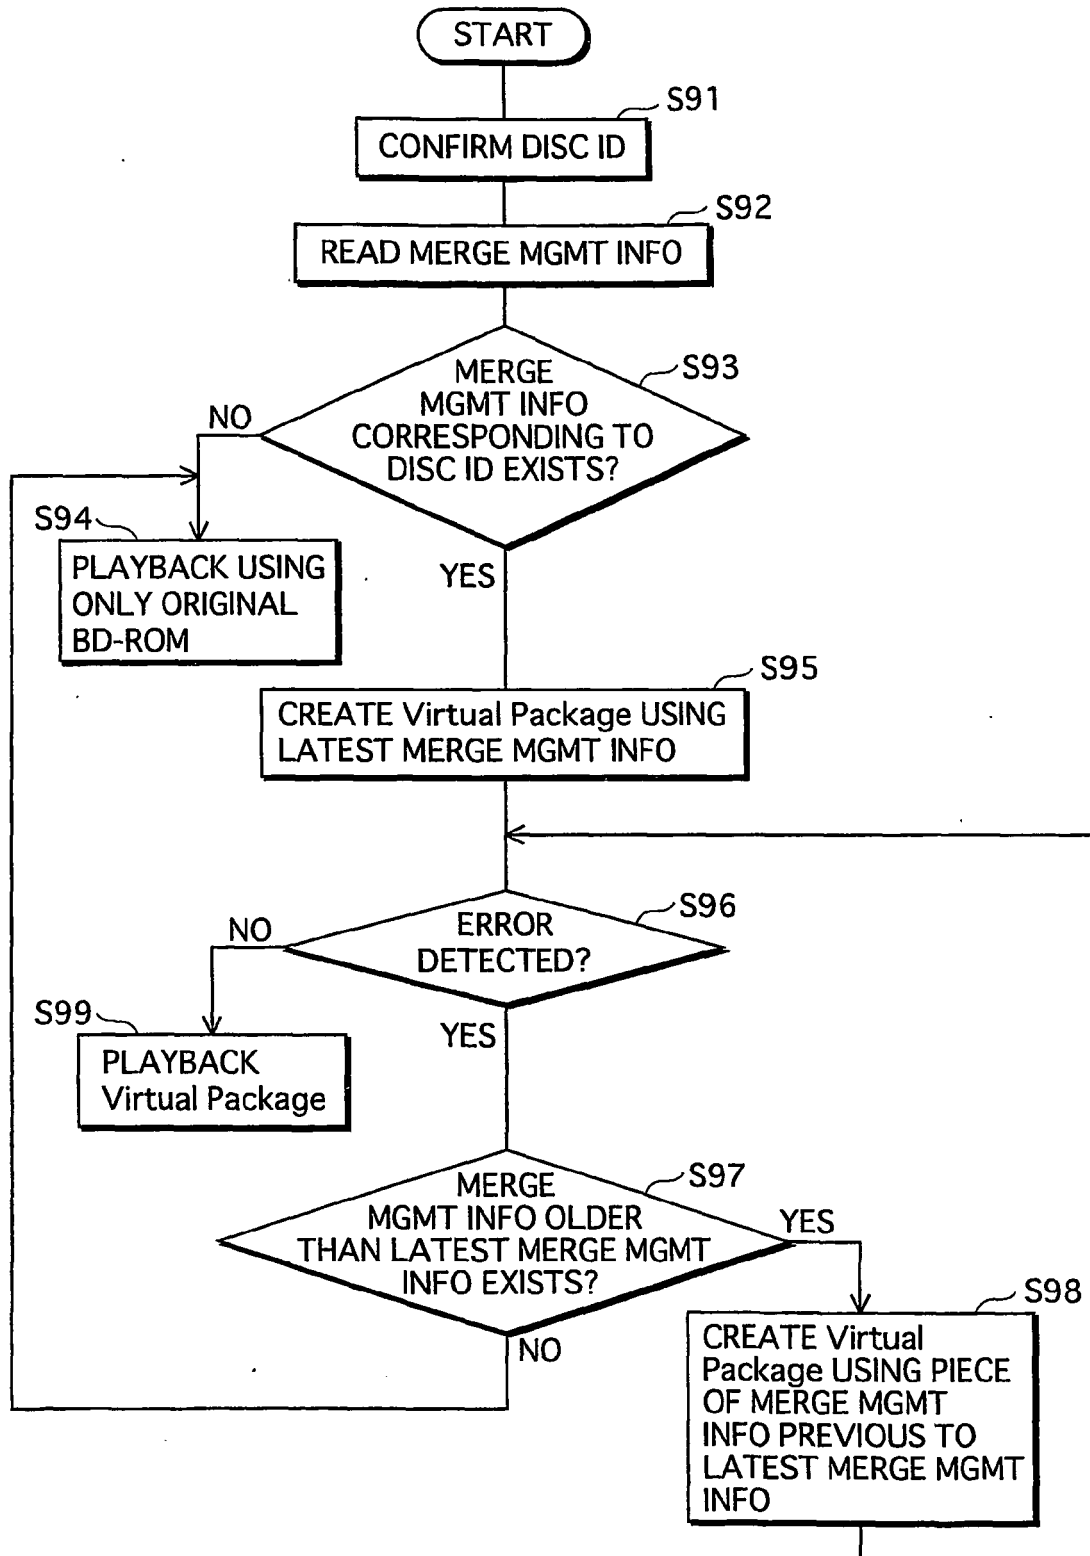 START
S91
CONFIRM DISC ID
S92
READ MERGE MGMT INFO
S93
MERGE
MGMT INFO
CORRESPONDING TO
DISC ID EXISTS?
NO
S94
PLAYBACK USING
ONLY ORIGINAL
BD-ROM
YES
S95
CREATE Virtual Package USING
LATEST MERGE MGMT INFO
S96
ERROR
DETECTED?
NO
S99
PLAYBACK
Virtual Package
YES
S97
MERGE
MGMT INFO OLDER
THAN LATEST MERGE MGMT
INFO EXISTS?
YES
NO
S98
CREATE Virtual
Package USING PIECE
OF MERGE MGMT
INFO PREVIOUS TO
LATEST MERGE MGMT
INFO